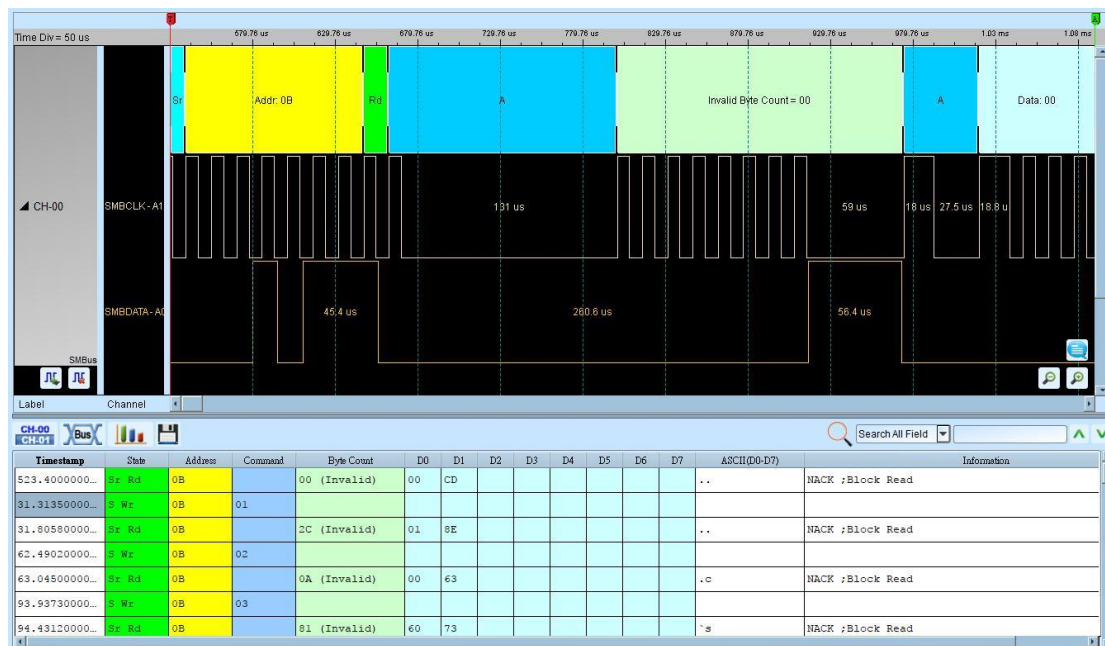 Time Div = 50 us
579.76 us 629.76 us 679.76 us 729.76 us 779.76 us 829.76 us 879.76 us 929.76 us 979.76 us 1.03 ms 1.08 ms
Sr Addr: 0B Rd A Invalid Byte Count = 00 A Data: 00
CH-00 SMBCLK - A1 131 us 59 us 18 us 27.5 us 18.8 u
SMBDATA - A0 45.4 us 260.6 us 56.4 us
SMBus
Label Channel
CH-00
CH-01 Bus Search All Field
Timestamp State Address Command Byte Count D0 D1 D2 D3 D4 D5 D6 D7 ASCII(D0-D7) Information
523.4000000... Sr Rd 0B 00 (Invalid) 00 CD .. NACK ;Block Read
31.31350000... S Wr 0B 01
31.80580000... Sr Rd 0B 2C (Invalid) 01 8E .. NACK ;Block Read
62.49020000... S Wr 0B 02
63.04500000... Sr Rd 0B 0A (Invalid) 00 63 .c NACK ;Block Read
93.93730000... S Wr 0B 03
94.43120000... Sr Rd 0B 81 (Invalid) 60 73 `s NACK ;Block Read